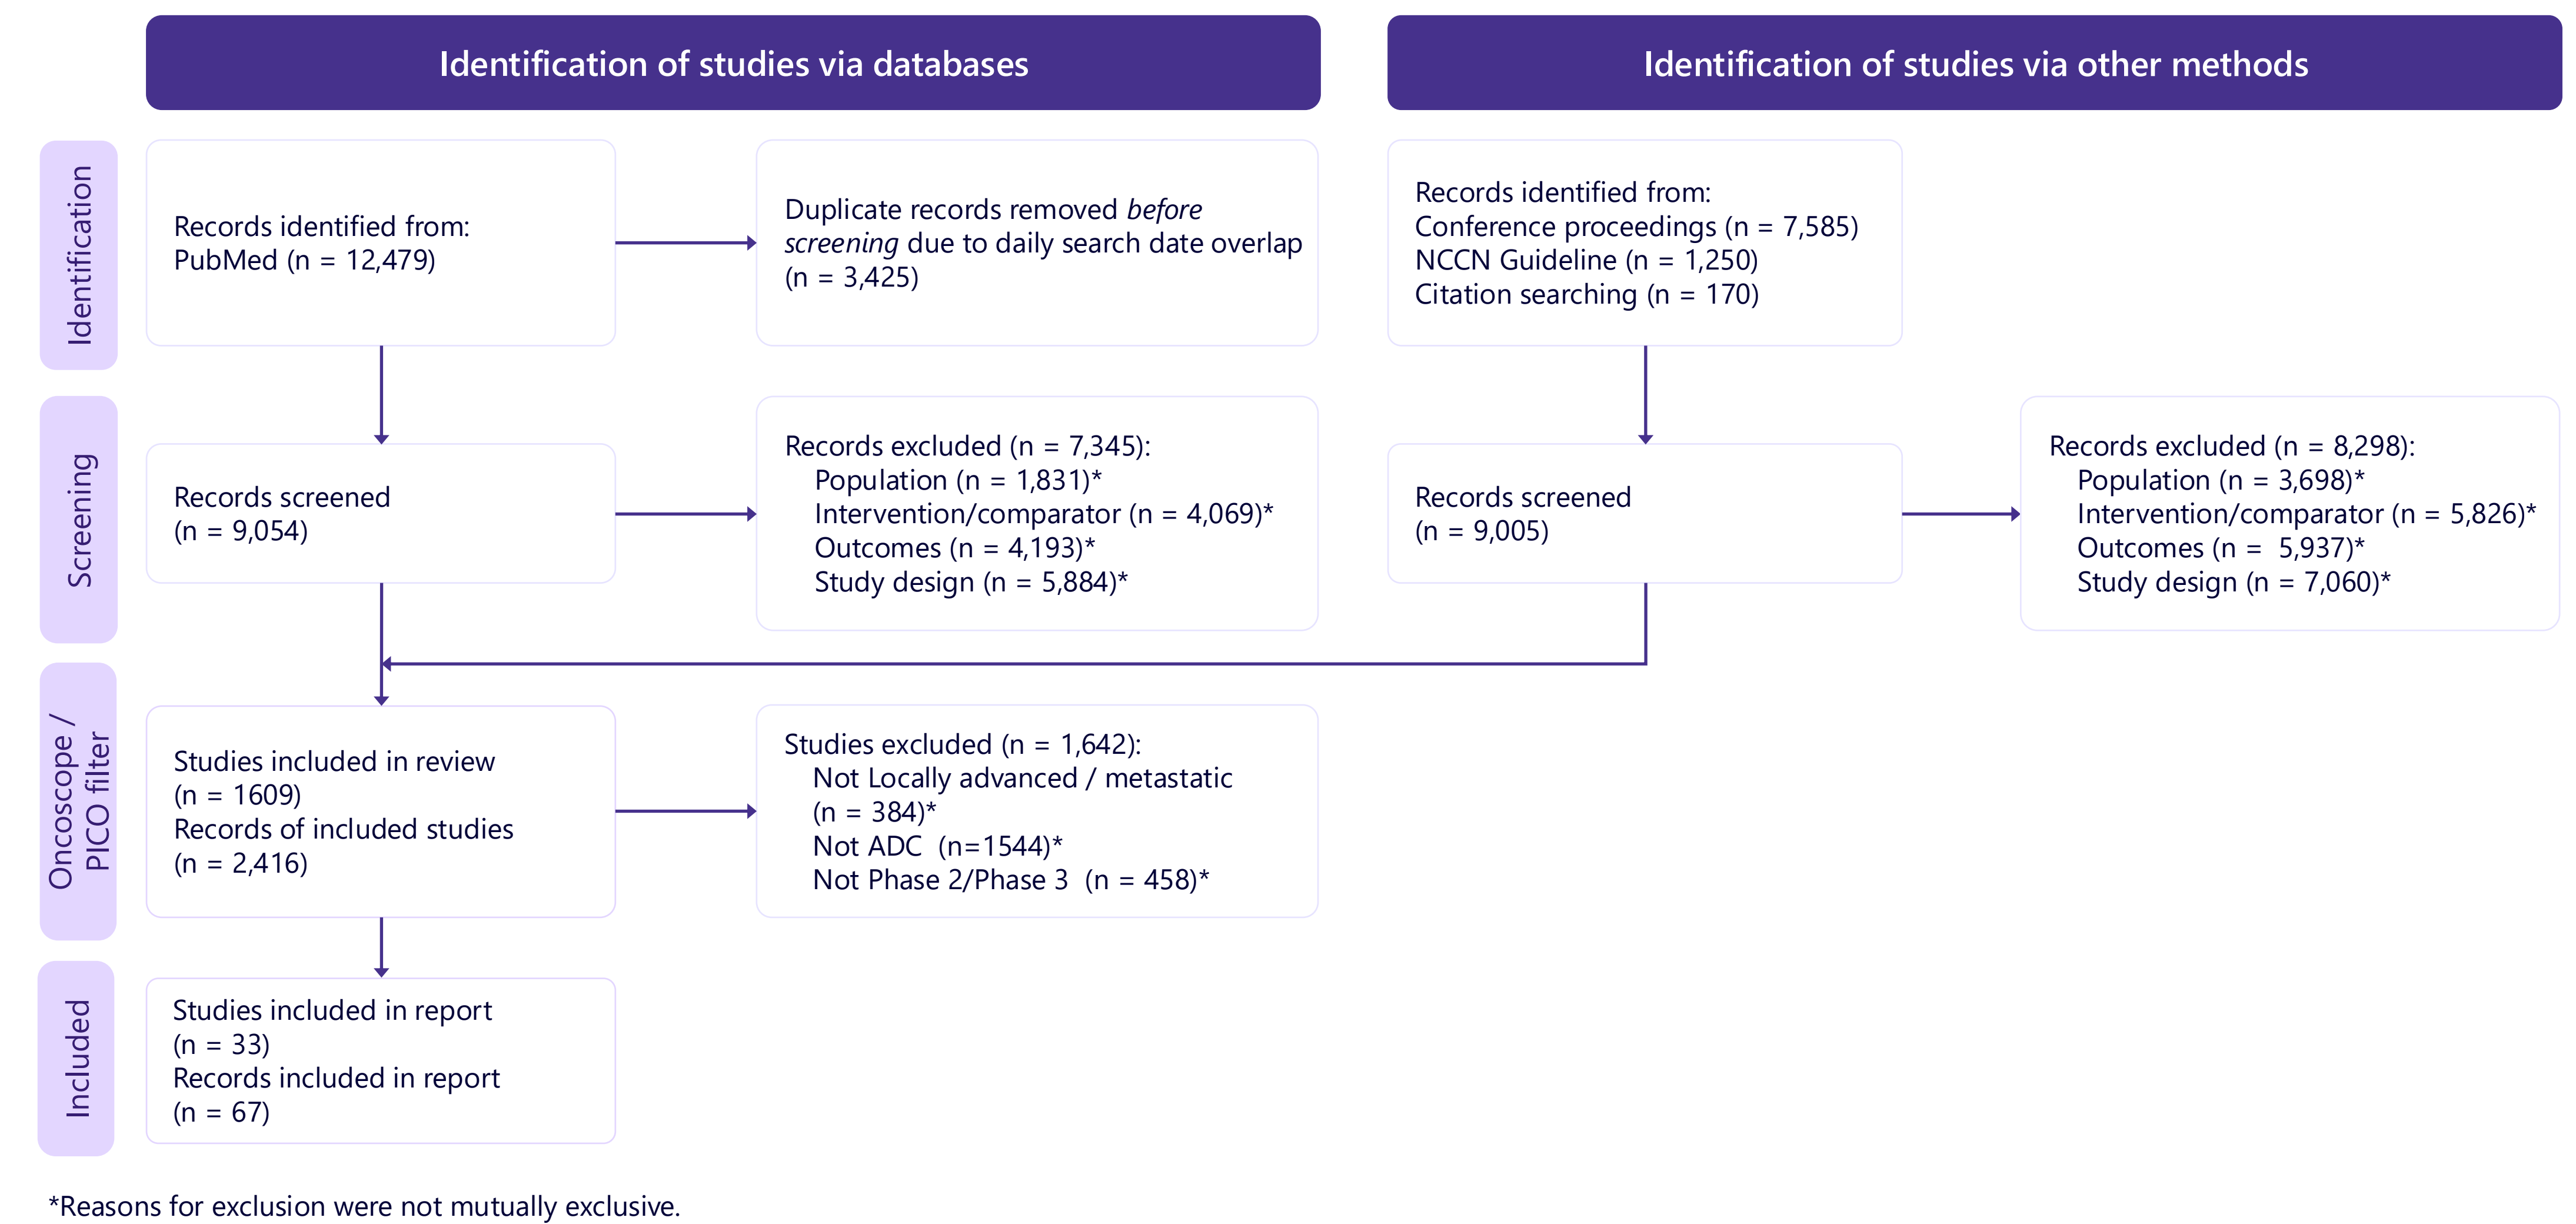 Identification of studies via databases
Identification of studies via other methods
Identification
Records identified from:
PubMed (n = 12,479)
Duplicate records removed before
screening due to daily search date overlap
(n = 3,425)
Records identified from:
Conference proceedings (n = 7,585)
NCCN Guideline (n = 1,250)
Citation searching (n = 170)
Screening
Records screened
(n = 9,054)
Records excluded (n = 7,345):
Population (n = 1,831)*
Intervention/comparator (n = 4,069)*
Outcomes (n = 4,193)*
Study design (n = 5,884)*
Records screened
(n = 9,005)
Records excluded (n = 8,298):
Population (n = 3,698)*
Intervention/comparator (n = 5,826)*
Outcomes (n =  5,937)*
Study design (n = 7,060)*
Oncoscope /
PICO filter
Studies included in review
(n = 1609)
Records of included studies
(n = 2,416)
Studies excluded (n = 1,642):
Not Locally advanced / metastatic
(n = 384)*
Not ADC  (n=1544)*
Not Phase 2/Phase 3  (n = 458)*
Included
Studies included in report
(n = 33)
Records included in report
(n = 67)
*Reasons for exclusion were not mutually exclusive.